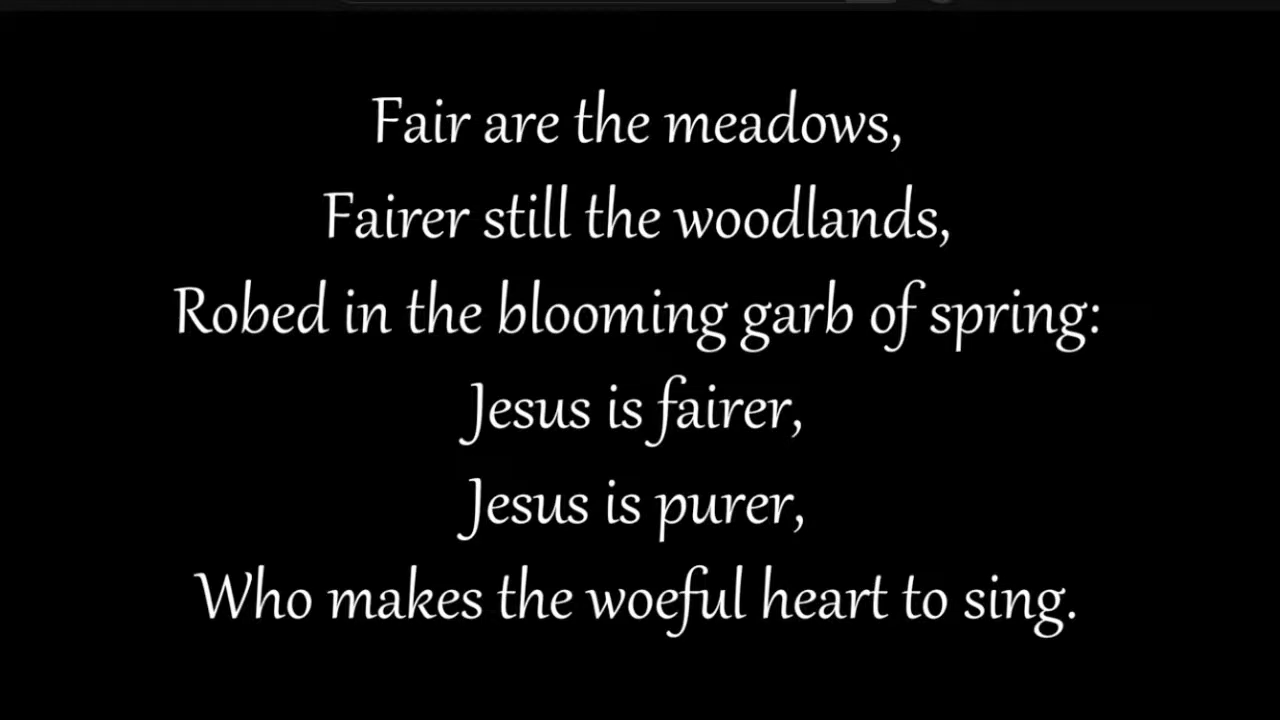 Fair are the meadows,
Fairer still the woodlands,
Robed in the blooming garb of spring:
Jesus is fairer,
Jesus is purer,
Who makes the woeful heart to sing.